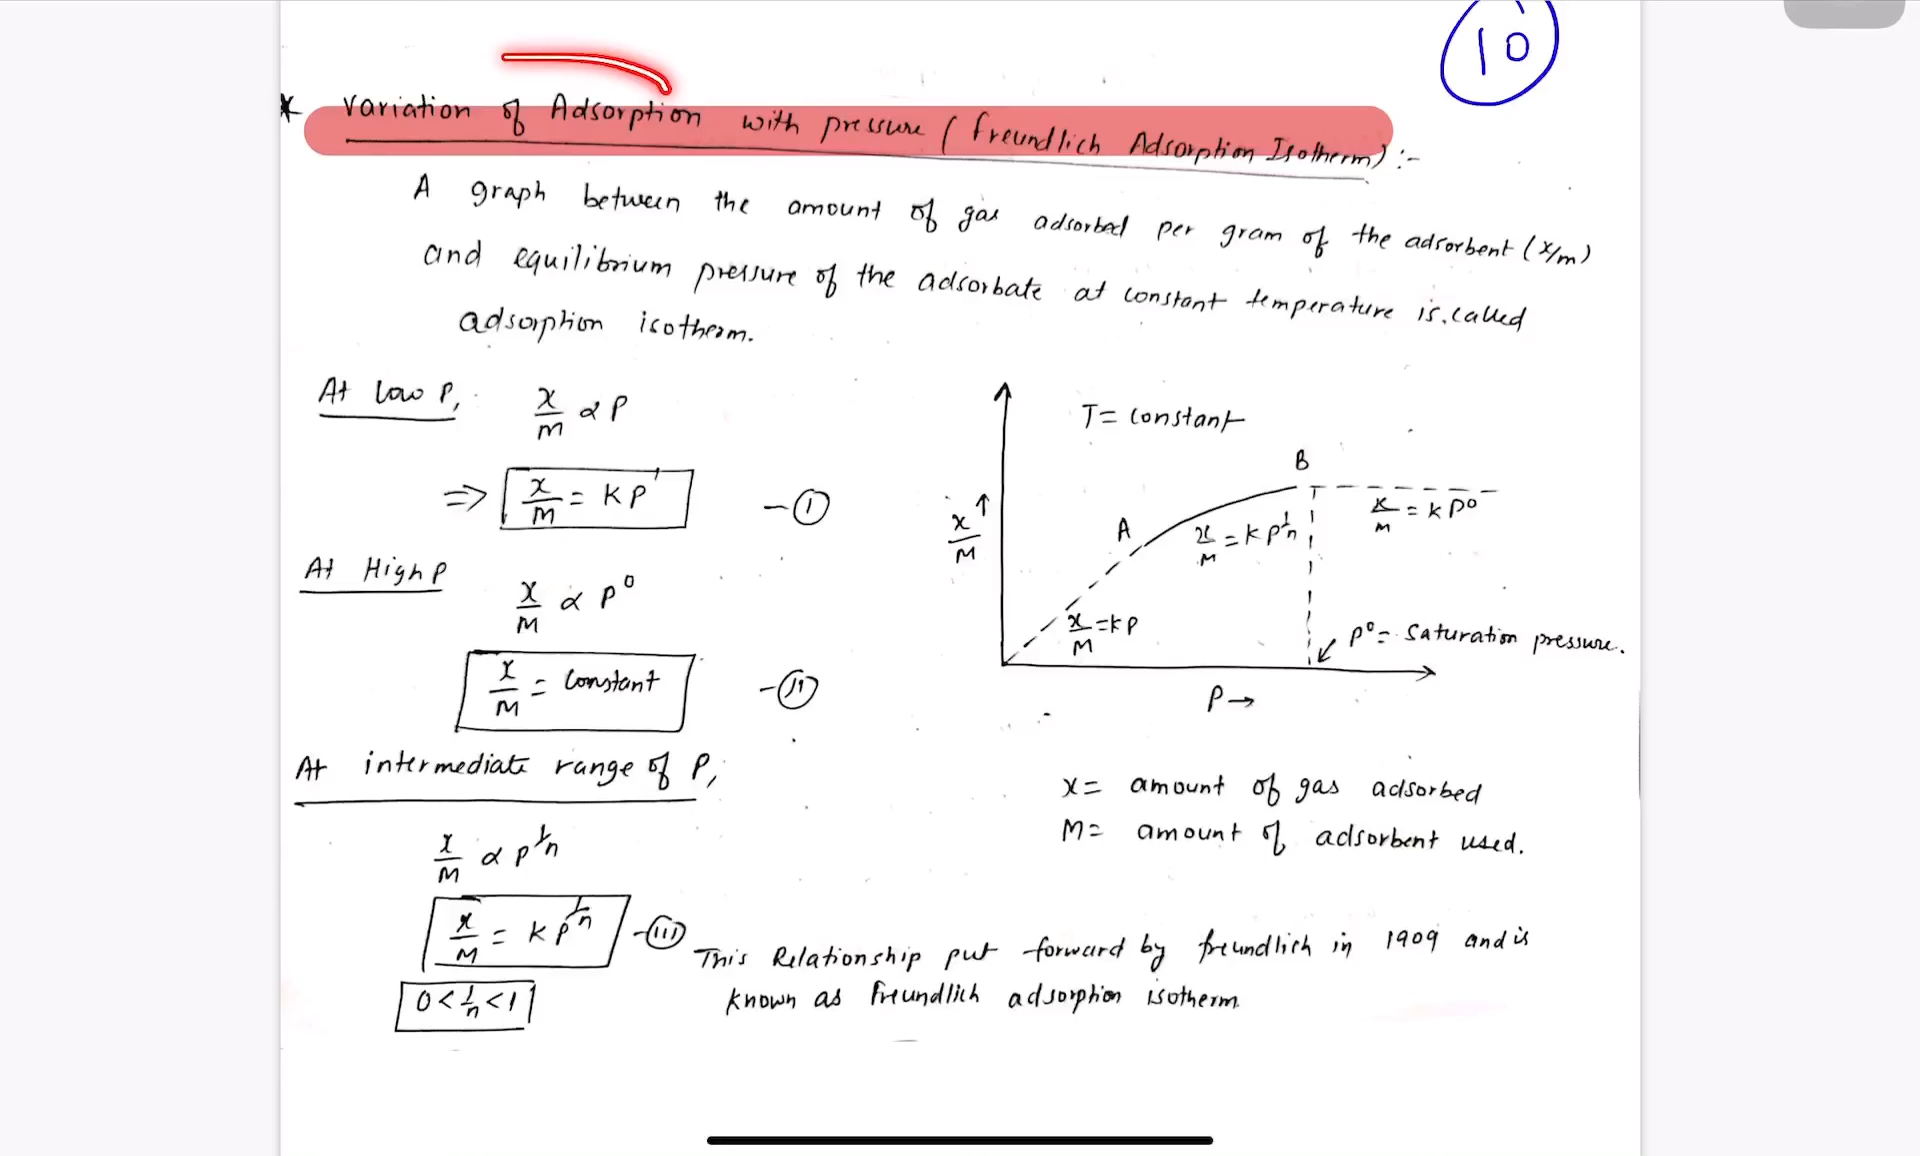 10
* Variation of Adsorption with pressure (Freundlich Adsorption Isotherm) :-
A graph between the amount of gas adsorbed per gram of the adsorbent (x/m)
and equilibrium pressure of the adsorbate at constant temperature is called
adsorption isotherm.
At Low P, x/M ∝ P
=> x/M = KP' -(I)
At High P
x/M ∝ P⁰
x/M = Constant -(II)
At intermediate range of P,
x/M ∝ P^1/n
x/M = K P^1/n -(III)
0 < 1/n < 1
T = Constant
B
A
x/M ↑
x/M = K P^1/n
x/M = K P⁰
x/M = KP
P⁰ = Saturation pressure.
P →
x = amount of gas adsorbed
M = amount of adsorbent used.
This Relationship put forward by freundlich in 1909 and is
known as Freundlich adsorption isotherm.